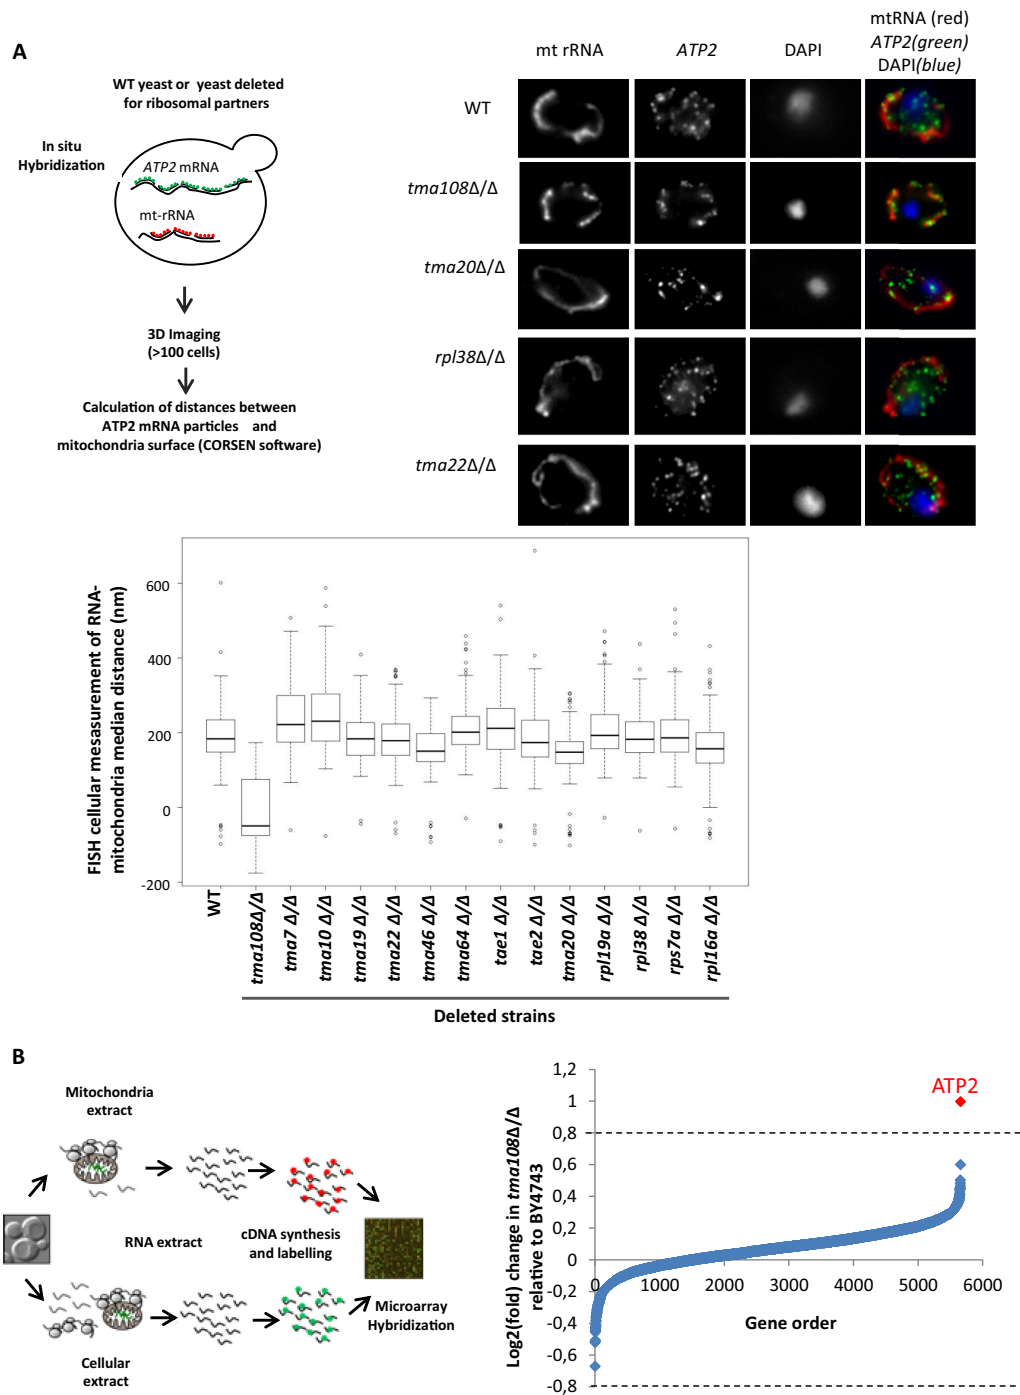 A
WT yeast or yeast deleted
for ribosomal partners
In situ
Hybridization
ATP2 mRNA
mt-rRNA
3D Imaging
(>100 cells)
Calculation of distances between
ATP2 mRNA particles and
mitochondria surface (CORSEN software)
mt rRNA
ATP2
DAPI
mtRNA (red)
ATP2(green)
DAPI(blue)
WT
tma108Δ/Δ
tma20Δ/Δ
rpl38Δ/Δ
tma22Δ/Δ
FISH cellular mesasurement of RNA-
mitochondria median distance (nm)
600
400
200
0
-200
WT
tma108Δ/Δ
tma7 Δ/Δ
tma10 Δ/Δ
tma19 Δ/Δ
tma22 Δ/Δ
tma46 Δ/Δ
tma64 Δ/Δ
tae1 Δ/Δ
tae2 Δ/Δ
tma20 Δ/Δ
rpl19a Δ/Δ
rpl38 Δ/Δ
rps7a Δ/Δ
rpl16a Δ/Δ
Deleted strains
B
Mitochondria
extract
RNA extract
cDNA synthesis
and labelling
Microarray
Hybridization
Cellular
extract
Log2(fold) change in tma108Δ/Δ
relative to BY4743
1,2
1
0,8
0,6
0,4
0,2
0
-0,2
-0,4
-0,6
-0,8
ATP2
0
1000
2000
3000
4000
5000
6000
Gene order